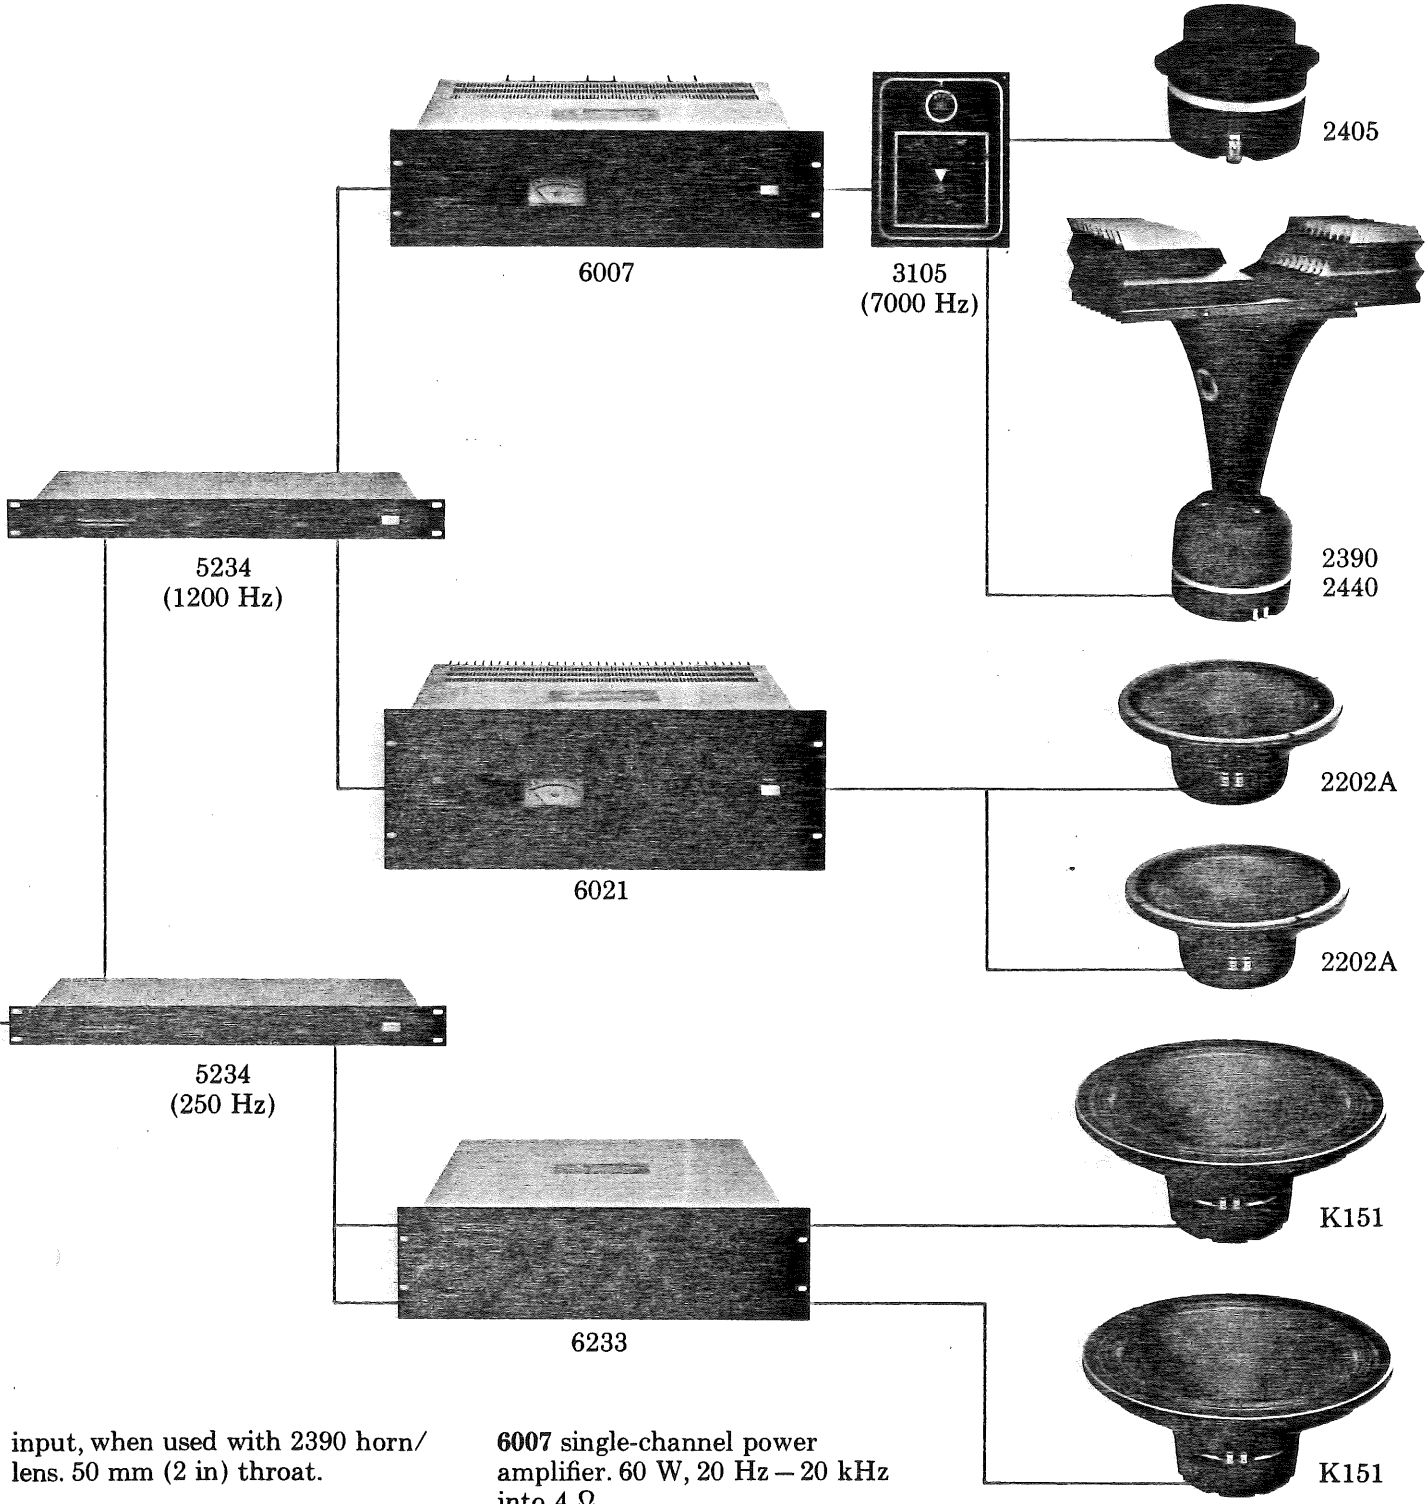 2405
6007
3105
(7000 Hz)
5234
(1200 Hz)
2390
2440
2202A
6021
2202A
5234
(250 Hz)
K151
6233
K151
input, when used with 2390 horn/
lens. 50 mm (2 in) throat.
6007 single-channel power
amplifier. 60 W, 20 Hz – 20 kHz
into 4 Ω